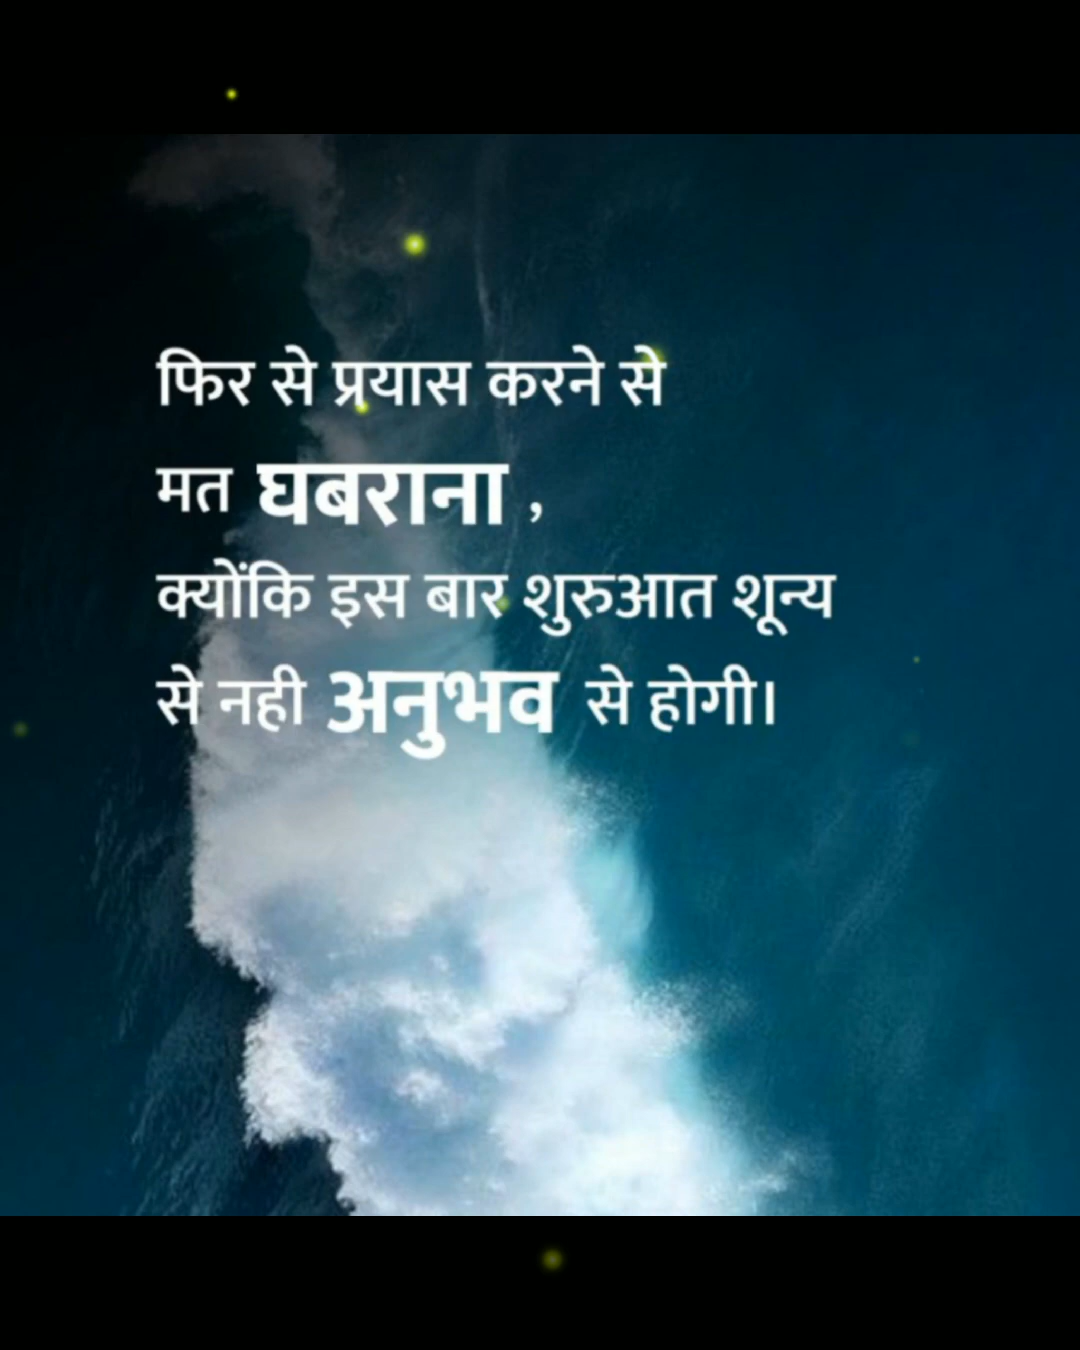 फिर से प्रयास करने से
मत घबराना ,
क्योंकि इस बार शुरुआत शून्य
से नही अनुभव से होगी।